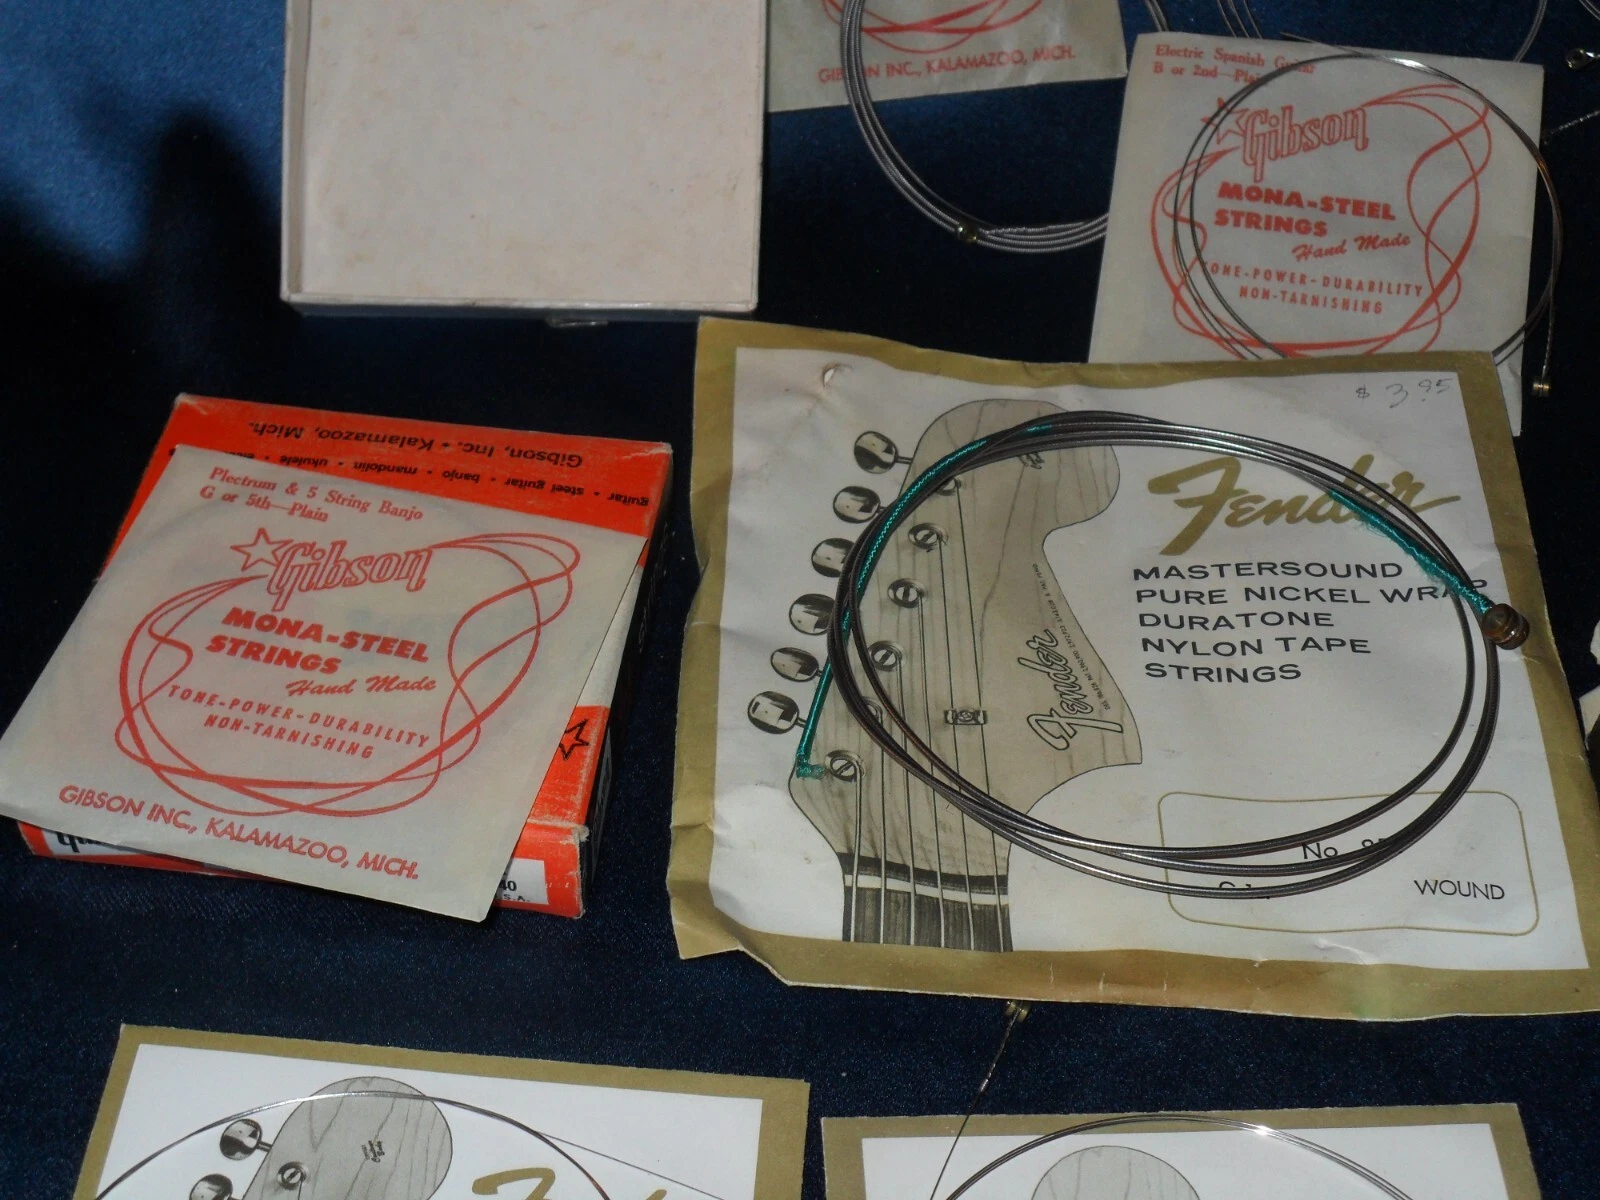 GIBSON INC., KALAMAZOO, MICH.
Electric Spanish Guitar
B or 2nd—Plain
Gibson
MONA-STEEL
STRINGS
Hand Made
TONE-POWER-DURABILITY
NON-TARNISHING
Gibson, Inc. • Kalamazoo, Mich.
guitar • steel guitar • banjo • mandolin • ukulele •
Plectrum & 5 String Banjo
G or 5th—Plain
Gibson
MONA-STEEL
STRINGS
Hand Made
TONE-POWER-DURABILITY
NON-TARNISHING
GIBSON INC., KALAMAZOO, MICH.
40
S.A.
$3.95
Fender
MASTERSOUND
PURE NICKEL WRAP
DURATONE
NYLON TAPE
STRINGS
Fender
No.
WOUND
Fender